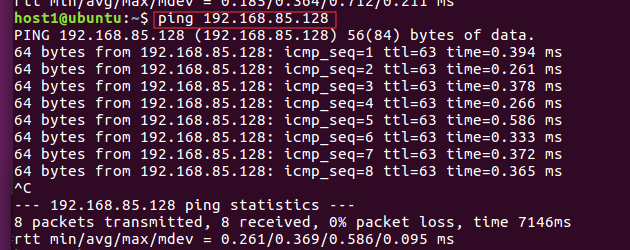 rtt min/avg/max/mdev = 0.185/0.364/0.712/0.211 ms
host1@ubuntu:~$ ping 192.168.85.128
PING 192.168.85.128 (192.168.85.128) 56(84) bytes of data.
64 bytes from 192.168.85.128: icmp_seq=1 ttl=63 time=0.394 ms
64 bytes from 192.168.85.128: icmp_seq=2 ttl=63 time=0.261 ms
64 bytes from 192.168.85.128: icmp_seq=3 ttl=63 time=0.378 ms
64 bytes from 192.168.85.128: icmp_seq=4 ttl=63 time=0.266 ms
64 bytes from 192.168.85.128: icmp_seq=5 ttl=63 time=0.586 ms
64 bytes from 192.168.85.128: icmp_seq=6 ttl=63 time=0.333 ms
64 bytes from 192.168.85.128: icmp_seq=7 ttl=63 time=0.372 ms
64 bytes from 192.168.85.128: icmp_seq=8 ttl=63 time=0.365 ms
^C
--- 192.168.85.128 ping statistics ---
8 packets transmitted, 8 received, 0% packet loss, time 7146ms
rtt min/avg/max/mdev = 0.261/0.369/0.586/0.095 ms